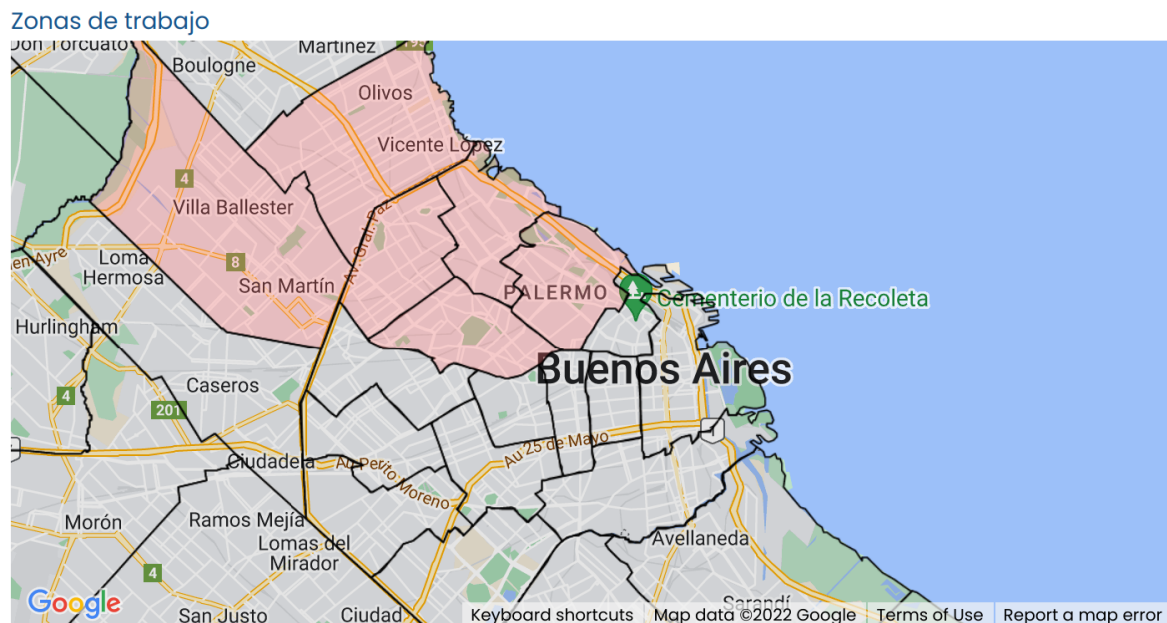 Zonas de trabajo
Don Torcuato
Martinez
195
Boulogne
Olivos
Vicente López
4
Villa Ballester
Av. Gral. Paz
en Ayre
8
Loma
Hermosa
San Martín
PALERMO
Cementerio de la Recoleta
Hurlingham
Buenos Aires
Caseros
4
201
1
Au 25 de Mayo
Ciudadela
Au Perito Moreno
Morón
Ramos Mejía
Lomas del
Mirador
Avellaneda
4
Sarandí
Google
San Justo
Ciudad
Keyboard shortcuts
Map data ©2022 Google
Terms of Use
Report a map error